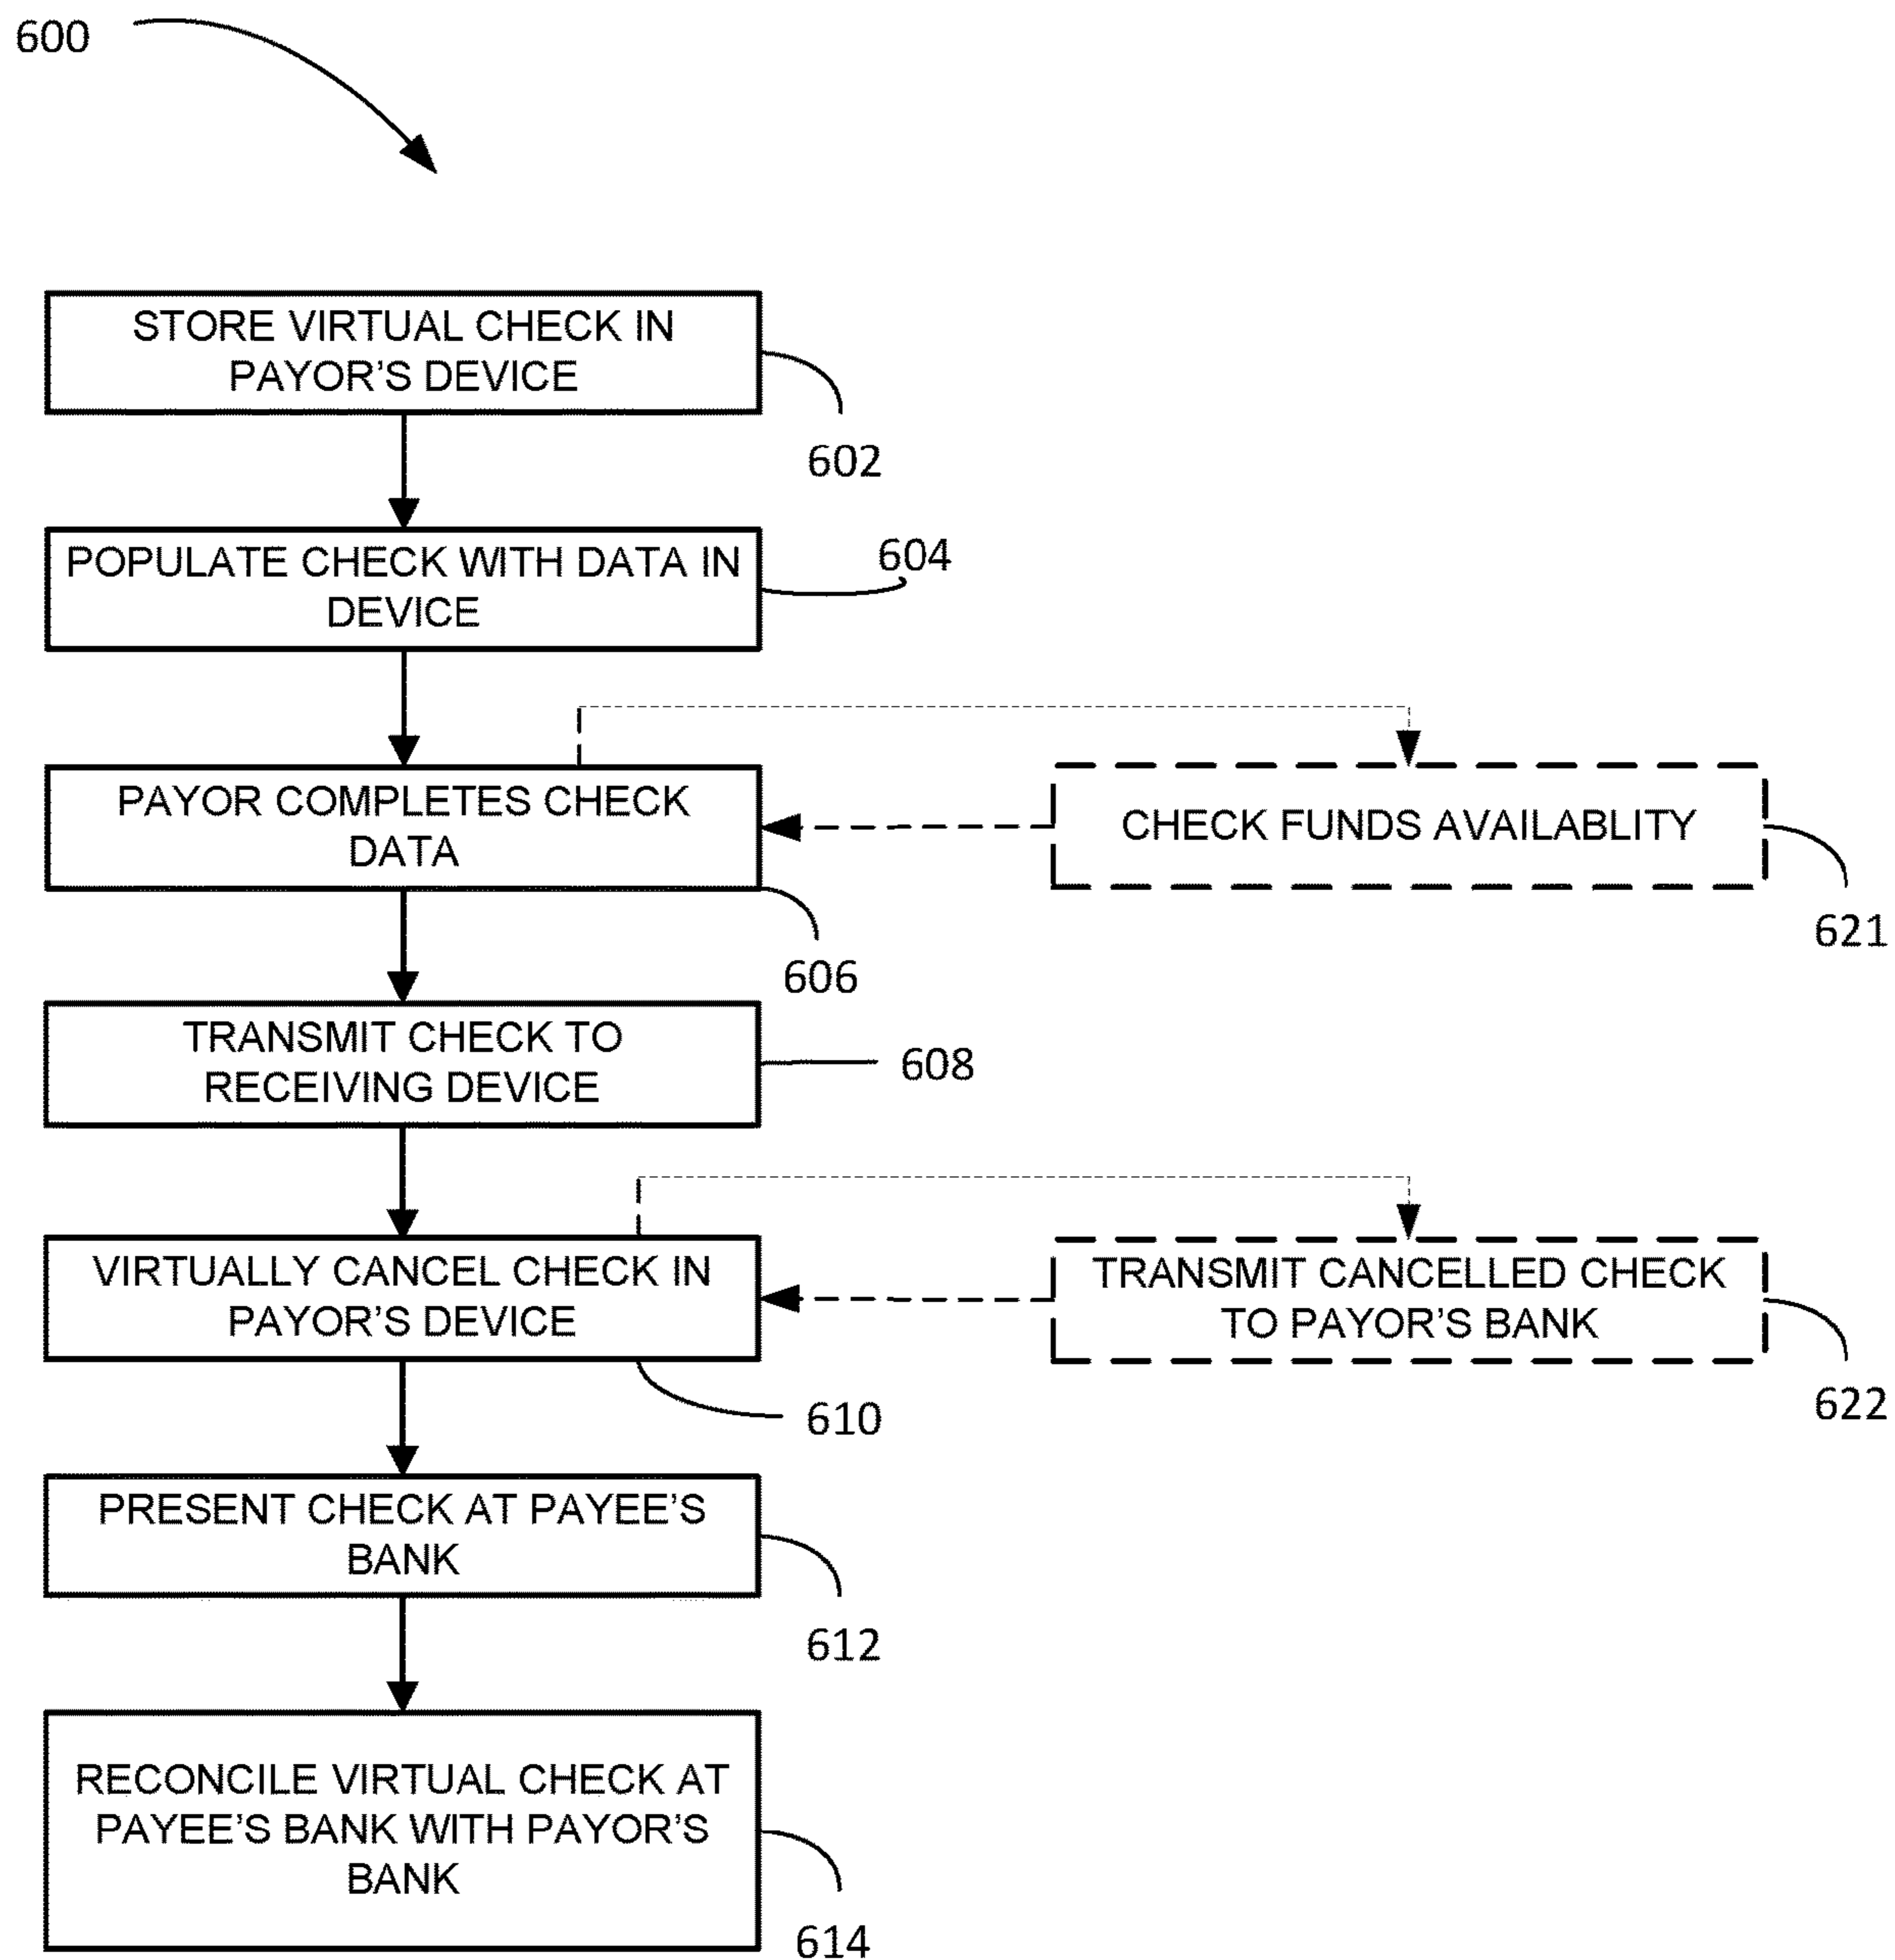 600
STORE VIRTUAL CHECK IN
PAYOR'S DEVICE
602
POPULATE CHECK WITH DATA IN
DEVICE
604
PAYOR COMPLETES CHECK
DATA
606
CHECK FUNDS AVAILABLITY
621
TRANSMIT CHECK TO
RECEIVING DEVICE
608
VIRTUALLY CANCEL CHECK IN
PAYOR'S DEVICE
610
TRANSMIT CANCELLED CHECK
TO PAYOR'S BANK
622
PRESENT CHECK AT PAYEE'S
BANK
612
RECONCILE VIRTUAL CHECK AT
PAYEE'S BANK WITH PAYOR'S
BANK
614